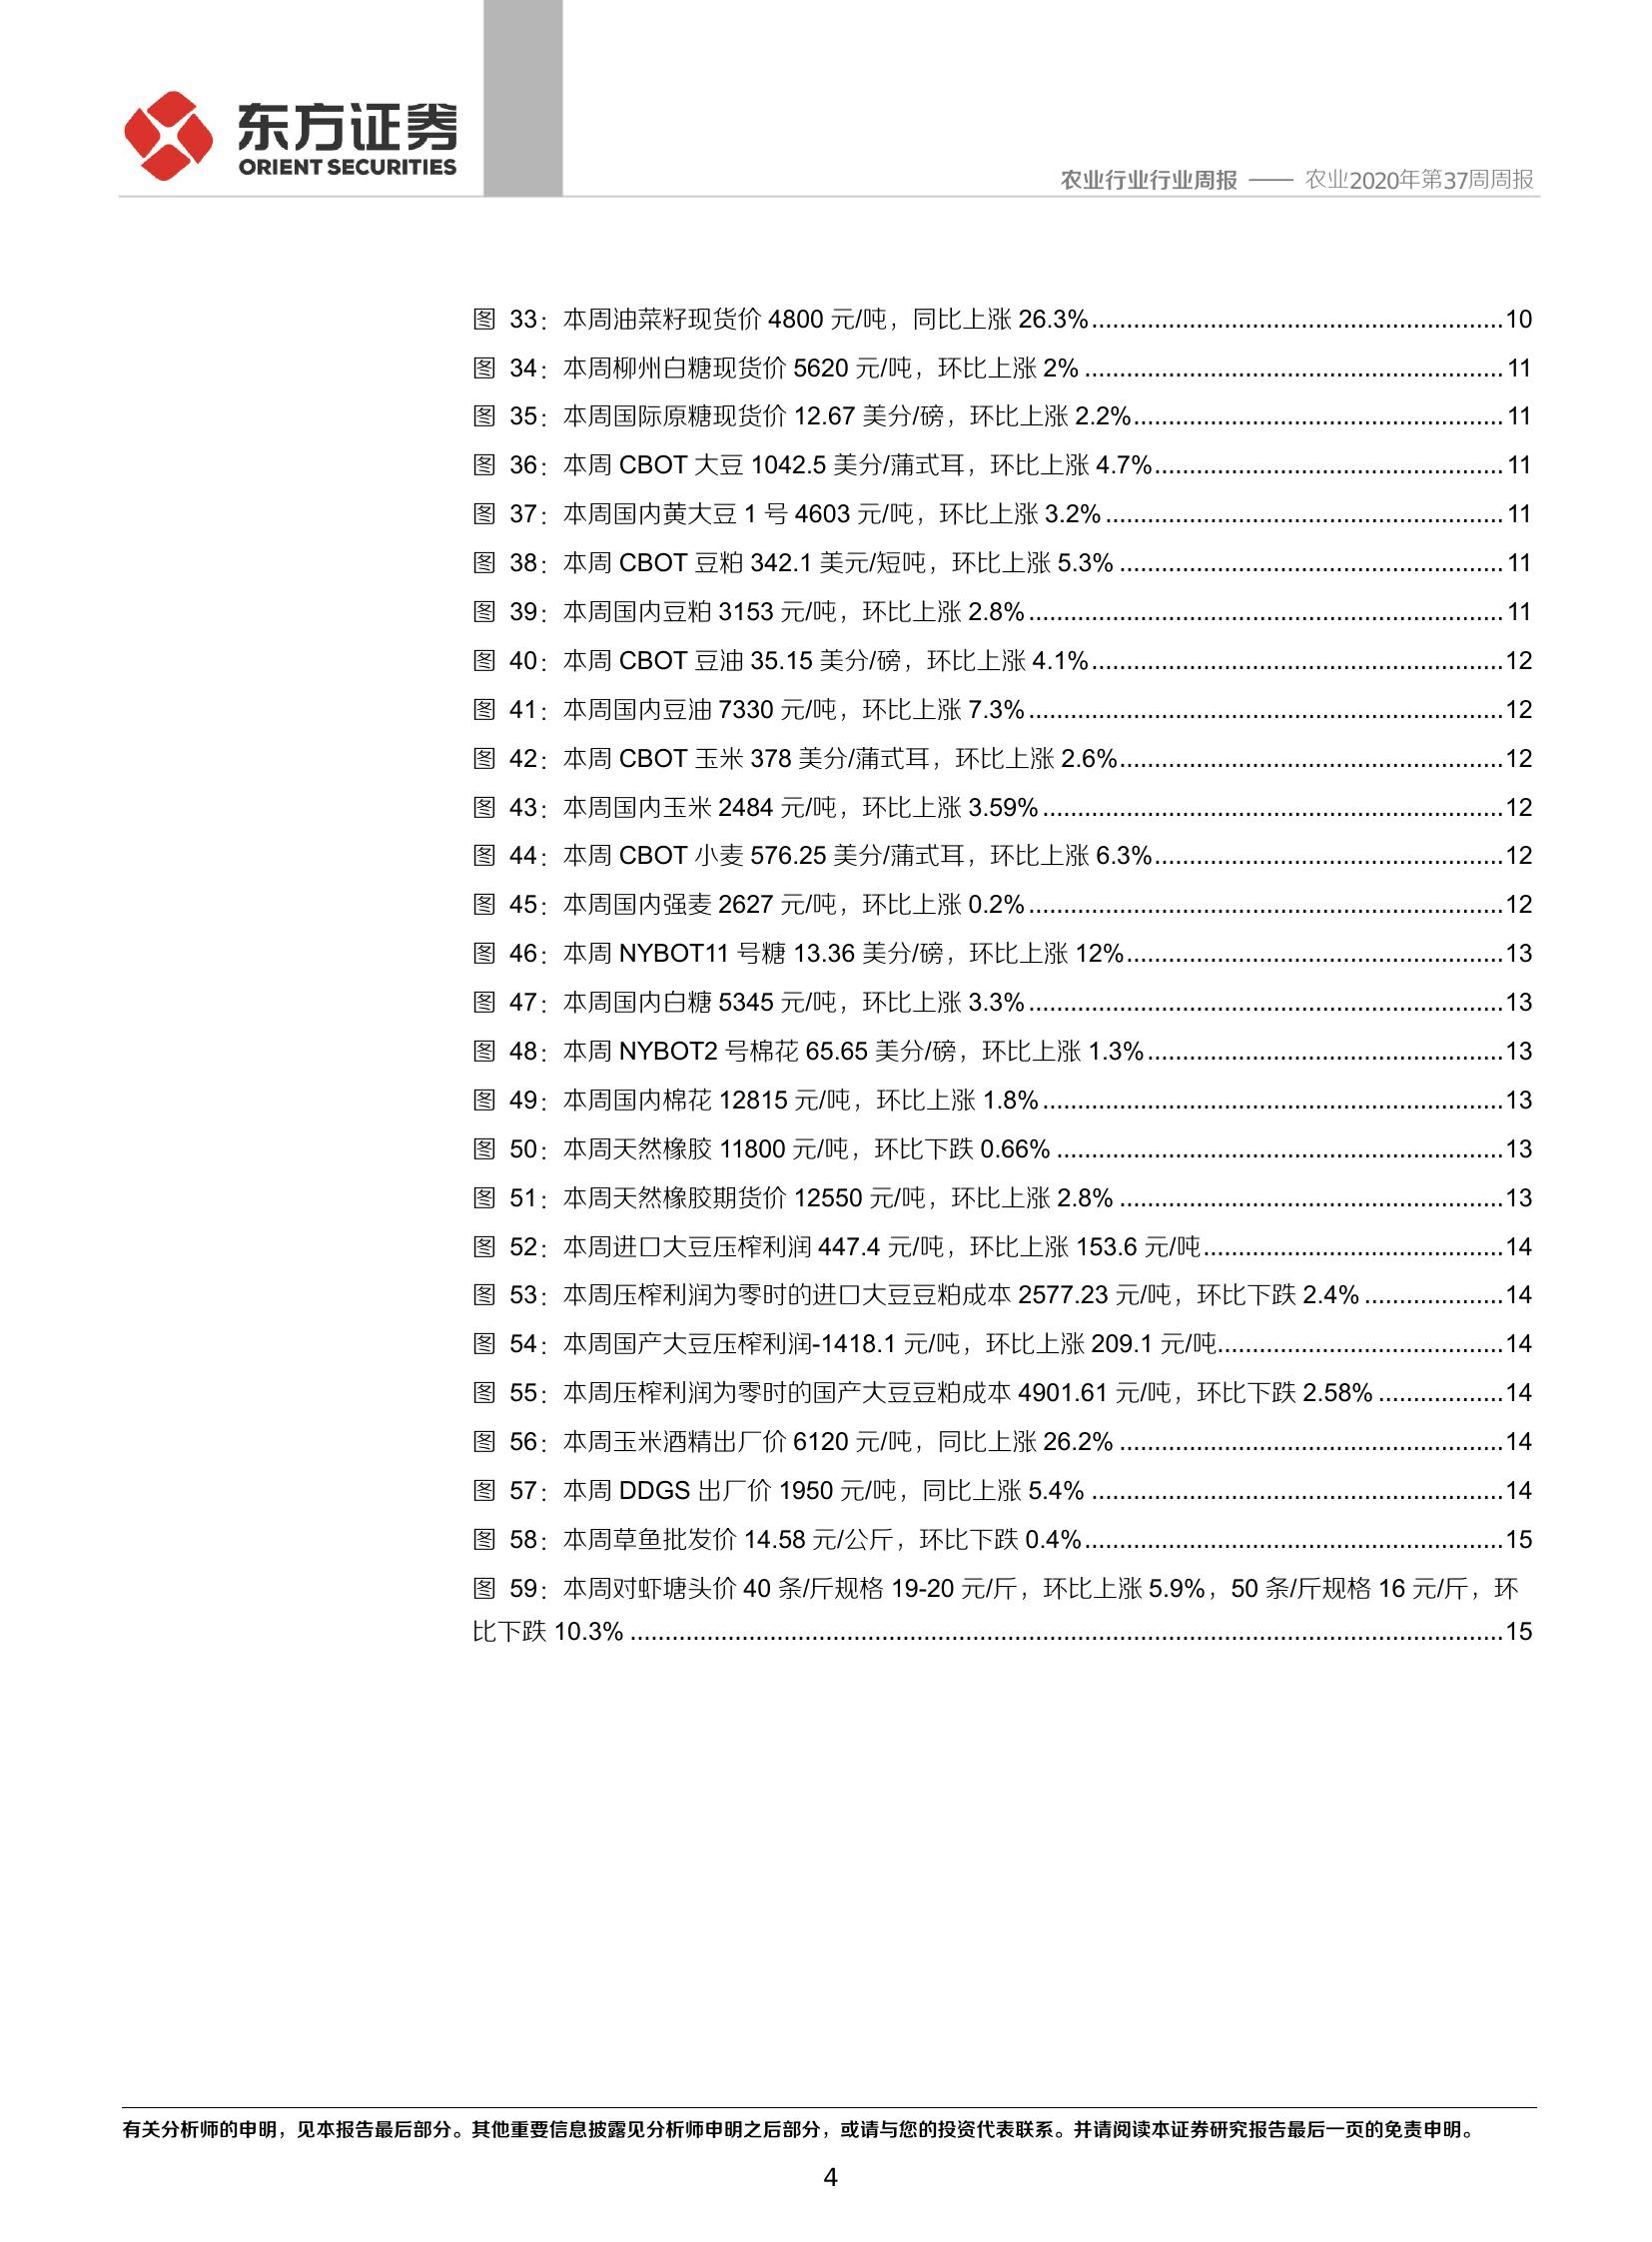 东方证券
ORIENT SECURITIES
农业行业行业周报 —— 农业2020年第37周周报
图 33：本周油菜籽现货价 4800 元/吨，同比上涨 26.3%...........................................................10
图 34：本周柳州白糖现货价 5620 元/吨，环比上涨 2% ............................................................11
图 35：本周国际原糖现货价 12.67 美分/磅，环比上涨 2.2%.....................................................11
图 36：本周 CBOT 大豆 1042.5 美分/蒲式耳，环比上涨 4.7%..................................................11
图 37：本周国内黄大豆 1 号 4603 元/吨，环比上涨 3.2% .........................................................11
图 38：本周 CBOT 豆粕 342.1 美元/短吨，环比上涨 5.3% .......................................................11
图 39：本周国内豆粕 3153 元/吨，环比上涨 2.8%....................................................................11
图 40：本周 CBOT 豆油 35.15 美分/磅，环比上涨 4.1%...........................................................12
图 41：本周国内豆油 7330 元/吨，环比上涨 7.3%....................................................................12
图 42：本周 CBOT 玉米 378 美分/蒲式耳，环比上涨 2.6%.......................................................12
图 43：本周国内玉米 2484 元/吨，环比上涨 3.59%..................................................................12
图 44：本周 CBOT 小麦 576.25 美分/蒲式耳，环比上涨 6.3%..................................................12
图 45：本周国内强麦 2627 元/吨，环比上涨 0.2%....................................................................12
图 46：本周 NYBOT11 号糖 13.36 美分/磅，环比上涨 12%......................................................13
图 47：本周国内白糖 5345 元/吨，环比上涨 3.3%....................................................................13
图 48：本周 NYBOT2 号棉花 65.65 美分/磅，环比上涨 1.3%...................................................13
图 49：本周国内棉花 12815 元/吨，环比上涨 1.8%..................................................................13
图 50：本周天然橡胶 11800 元/吨，环比下跌 0.66% ................................................................13
图 51：本周天然橡胶期货价 12550 元/吨，环比上涨 2.8% .......................................................13
图 52：本周进口大豆压榨利润 447.4 元/吨，环比上涨 153.6 元/吨...........................................14
图 53：本周压榨利润为零时的进口大豆豆粕成本 2577.23 元/吨，环比下跌 2.4% ....................14
图 54：本周国产大豆压榨利润-1418.1 元/吨，环比上涨 209.1 元/吨.........................................14
图 55：本周压榨利润为零时的国产大豆豆粕成本 4901.61 元/吨，环比下跌 2.58% ..................14
图 56：本周玉米酒精出厂价 6120 元/吨，同比上涨 26.2% .......................................................14
图 57：本周 DDGS 出厂价 1950 元/吨，同比上涨 5.4% ...........................................................14
图 58：本周草鱼批发价 14.58 元/公斤，环比下跌 0.4%............................................................15
图 59：本周对虾塘头价 40 条/斤规格 19-20 元/斤，环比上涨 5.9%，50 条/斤规格 16 元/斤，环
比下跌 10.3% .............................................................................................................................15
有关分析师的申明，见本报告最后部分。其他重要信息披露见分析师申明之后部分，或请与您的投资代表联系。并请阅读本证券研究报告最后一页的免责申明。
4